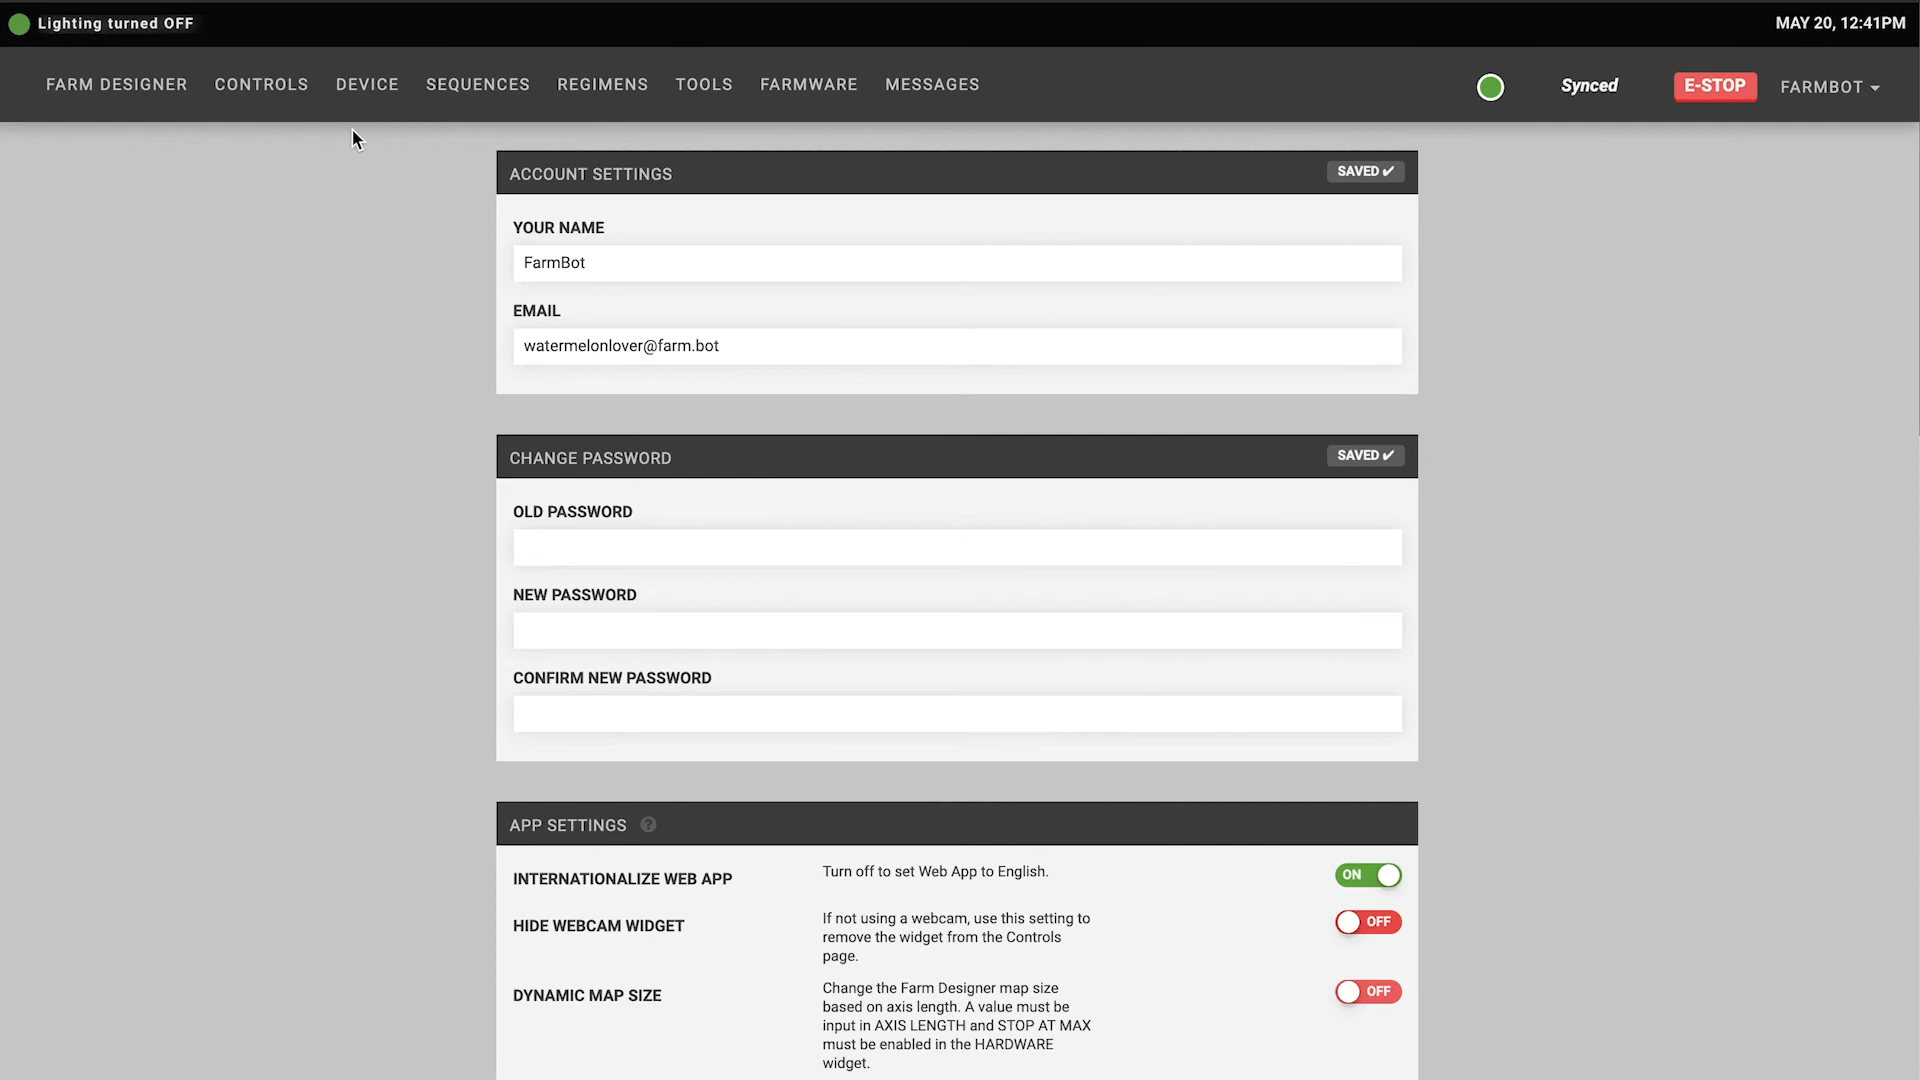 Lighting turned OFF
MAY 20, 12:41PM
FARM DESIGNER CONTROLS DEVICE SEQUENCES REGIMENS TOOLS FARMWARE MESSAGES
Synced
E-STOP
FARMBOT
ACCOUNT SETTINGS
SAVED ✔
YOUR NAME
FarmBot
EMAIL
watermelonlover@farm.bot
CHANGE PASSWORD
SAVED ✔
OLD PASSWORD
NEW PASSWORD
CONFIRM NEW PASSWORD
APP SETTINGS ?
INTERNATIONALIZE WEB APP
Turn off to set Web App to English.
ON
HIDE WEBCAM WIDGET
If not using a webcam, use this setting to
remove the widget from the Controls
page.
OFF
DYNAMIC MAP SIZE
Change the Farm Designer map size
based on axis length. A value must be
input in AXIS LENGTH and STOP AT MAX
must be enabled in the HARDWARE
widget.
OFF